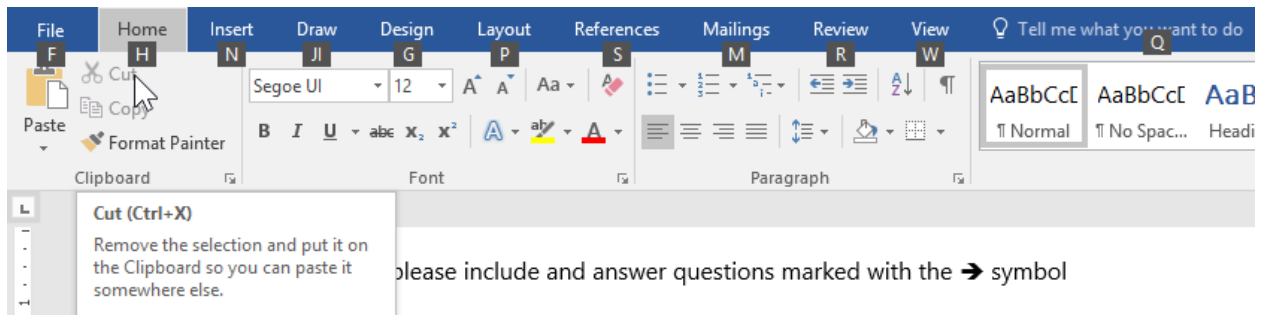 File Home Insert Draw Design Layout References Mailings Review View Tell me what you want to do
F H N JI G P S M R W Q
Cut
Segoe UI 12 Aa
AaBbCcD AaBbCcD AaB
Copy
Paste
B I U abc X₂ X² A aby A
¶ Normal ¶ No Spac... Headi
Format Painter
Clipboard Font Paragraph
L
Cut (Ctrl+X)
Remove the selection and put it on
the Clipboard so you can paste it
somewhere else.
please include and answer questions marked with the ➔ symbol
1